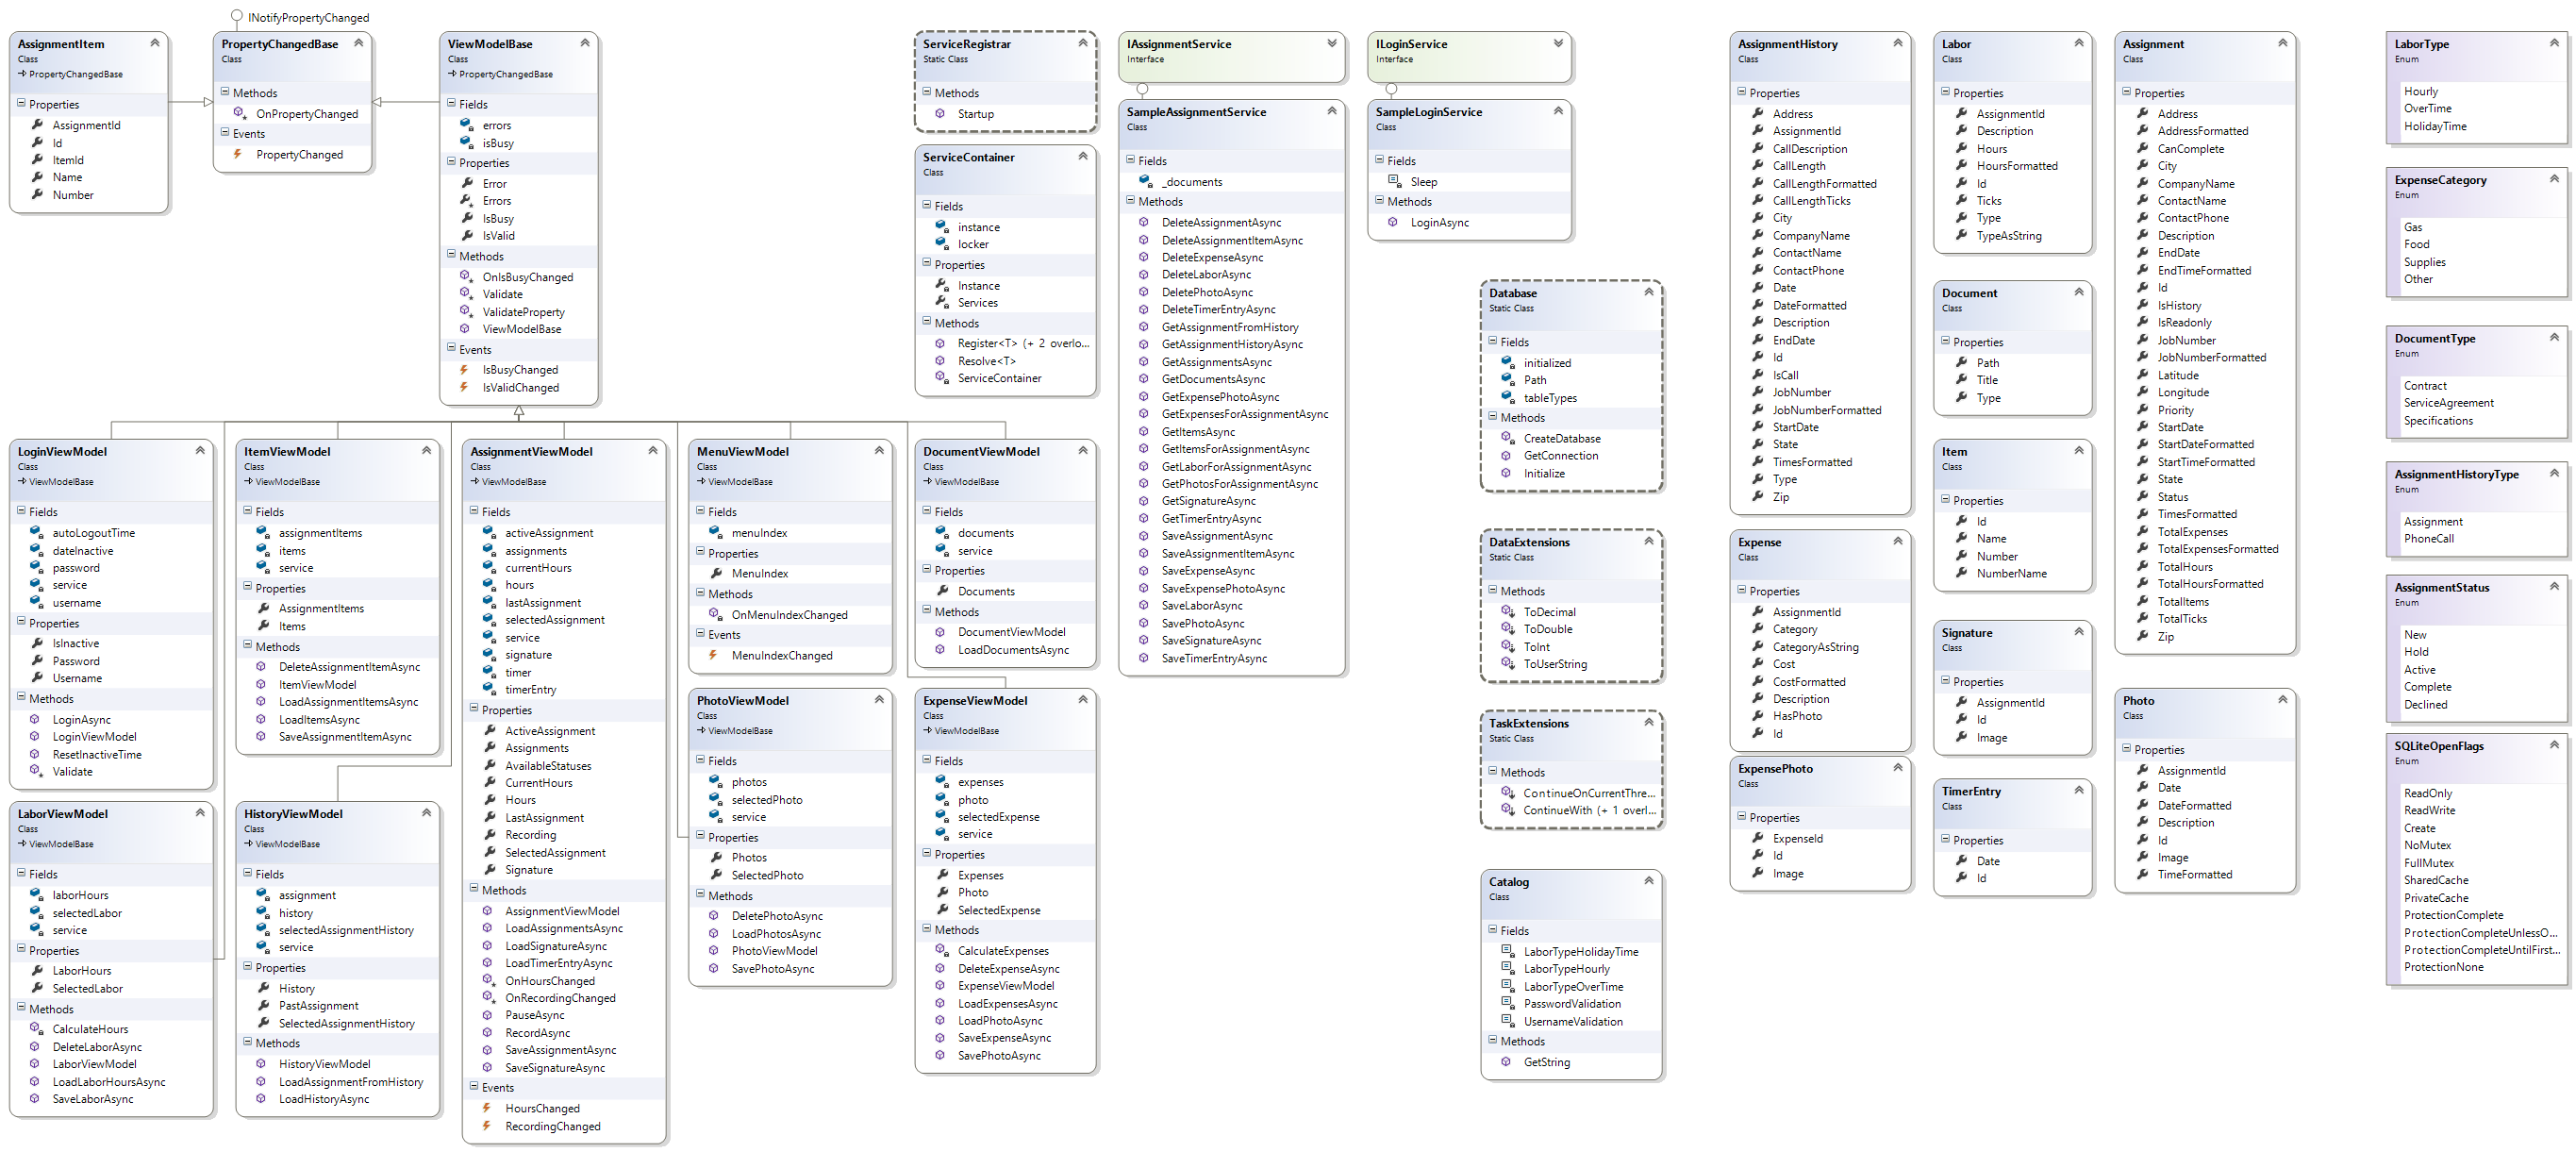 INotifyPropertyChanged
AssignmentItem
Class
PropertyChangedBase
Properties
AssignmentId
Id
ItemId
Name
Number
PropertyChangedBase
Class
Methods
OnPropertyChanged
Events
PropertyChanged
ViewModelBase
Class
PropertyChangedBase
Fields
errors
isBusy
Properties
Error
Errors
IsBusy
IsValid
Methods
OnIsBusyChanged
Validate
ValidateProperty
ViewModelBase
Events
IsBusyChanged
IsValidChanged
LoginViewModel
Class
ViewModelBase
Fields
autoLogoutTime
dateInactive
password
service
username
Properties
IsInactive
Password
Username
Methods
LoginAsync
LoginViewModel
ResetInactiveTime
Validate
ItemViewModel
Class
ViewModelBase
Fields
assignmentItems
items
service
Properties
AssignmentItems
Items
Methods
DeleteAssignmentItemAsync
ItemViewModel
LoadAssignmentItemsAsync
LoadItemsAsync
SaveAssignmentItemAsync
AssignmentViewModel
Class
ViewModelBase
Fields
activeAssignment
assignments
currentHours
hours
lastAssignment
selectedAssignment
service
signature
timer
timerEntry
Properties
ActiveAssignment
Assignments
AvailableStatuses
CurrentHours
Hours
LastAssignment
Recording
SelectedAssignment
Signature
Methods
AssignmentViewModel
LoadAssignmentsAsync
LoadSignatureAsync
LoadTimerEntryAsync
OnHoursChanged
OnRecordingChanged
PauseAsync
RecordAsync
SaveAssignmentAsync
SaveSignatureAsync
Events
HoursChanged
RecordingChanged
MenuViewModel
Class
ViewModelBase
Fields
menuIndex
Properties
MenuIndex
Methods
OnMenuIndexChanged
Events
MenuIndexChanged
DocumentViewModel
Class
ViewModelBase
Fields
documents
service
Properties
Documents
Methods
DocumentViewModel
LoadDocumentsAsync
LaborViewModel
Class
ViewModelBase
Fields
laborHours
selectedLabor
service
Properties
LaborHours
SelectedLabor
Methods
CalculateHours
DeleteLaborAsync
LaborViewModel
LoadLaborHoursAsync
SaveLaborAsync
HistoryViewModel
Class
ViewModelBase
Fields
assignment
history
selectedAssignmentHistory
service
Properties
History
PastAssignment
SelectedAssignmentHistory
Methods
HistoryViewModel
LoadAssignmentFromHistory
LoadHistoryAsync
PhotoViewModel
Class
ViewModelBase
Fields
photos
selectedPhoto
service
Properties
Photos
SelectedPhoto
Methods
DeletePhotoAsync
LoadPhotosAsync
PhotoViewModel
SavePhotoAsync
ExpenseViewModel
Class
ViewModelBase
Fields
expenses
photo
selectedExpense
service
Properties
Expenses
Photo
SelectedExpense
Methods
CalculateExpenses
DeleteExpenseAsync
ExpenseViewModel
LoadExpensesAsync
LoadPhotoAsync
SaveExpenseAsync
SavePhotoAsync
ServiceRegistrar
Static Class
Methods
Startup
ServiceContainer
Class
Fields
instance
locker
Properties
Instance
Services
Methods
Register<T> (+ 2 overlo...
Resolve<T>
ServiceContainer
IAssignmentService
Interface
SampleAssignmentService
Class
Fields
_documents
Methods
DeleteAssignmentAsync
DeleteAssignmentItemAsync
DeleteExpenseAsync
DeleteLaborAsync
DeletePhotoAsync
DeleteTimerEntryAsync
GetAssignmentFromHistory
GetAssignmentHistoryAsync
GetAssignmentsAsync
GetDocumentsAsync
GetExpensePhotoAsync
GetExpensesForAssignmentAsync
GetItemsAsync
GetItemsForAssignmentAsync
GetLaborForAssignmentAsync
GetPhotosForAssignmentAsync
GetSignatureAsync
GetTimerEntryAsync
SaveAssignmentAsync
SaveAssignmentItemAsync
SaveExpenseAsync
SaveExpensePhotoAsync
SaveLaborAsync
SavePhotoAsync
SaveSignatureAsync
SaveTimerEntryAsync
ILoginService
Interface
SampleLoginService
Class
Fields
Sleep
Methods
LoginAsync
Database
Static Class
Fields
initialized
Path
tableTypes
Methods
CreateDatabase
GetConnection
Initialize
DataExtensions
Static Class
Methods
ToDecimal
ToDouble
ToInt
ToUserString
TaskExtensions
Static Class
Methods
ContinueOnCurrentThre...
ContinueWith (+ 1 overl...
Catalog
Class
Fields
LaborTypeHolidayTime
LaborTypeHourly
LaborTypeOverTime
PasswordValidation
UsernameValidation
Methods
GetString
AssignmentHistory
Class
Properties
Address
AssignmentId
CallDescription
CallLength
CallLengthFormatted
CallLengthTicks
City
CompanyName
ContactName
ContactPhone
Date
DateFormatted
Description
EndDate
Id
IsCall
JobNumber
JobNumberFormatted
StartDate
State
TimesFormatted
Type
Zip
Expense
Class
Properties
AssignmentId
Category
CategoryAsString
Cost
CostFormatted
Description
HasPhoto
Id
ExpensePhoto
Class
Properties
ExpenseId
Id
Image
Labor
Class
Properties
AssignmentId
Description
Hours
HoursFormatted
Id
Ticks
Type
TypeAsString
Document
Class
Properties
Path
Title
Type
Item
Class
Properties
Id
Name
Number
NumberName
Signature
Class
Properties
AssignmentId
Id
Image
TimerEntry
Class
Properties
Date
Id
Assignment
Class
Properties
Address
AddressFormatted
CanComplete
City
CompanyName
ContactName
ContactPhone
Description
EndDate
EndTimeFormatted
Id
IsHistory
IsReadonly
JobNumber
JobNumberFormatted
Latitude
Longitude
Priority
StartDate
StartDateFormatted
StartTimeFormatted
State
Status
TimesFormatted
TotalExpenses
TotalExpensesFormatted
TotalHours
TotalHoursFormatted
TotalItems
TotalTicks
Zip
Photo
Class
Properties
AssignmentId
Date
DateFormatted
Description
Id
Image
TimeFormatted
LaborType
Enum
Hourly
OverTime
HolidayTime
ExpenseCategory
Enum
Gas
Food
Supplies
Other
DocumentType
Enum
Contract
ServiceAgreement
Specifications
AssignmentHistoryType
Enum
Assignment
PhoneCall
AssignmentStatus
Enum
New
Hold
Active
Complete
Declined
SQLiteOpenFlags
Enum
ReadOnly
ReadWrite
Create
NoMutex
FullMutex
SharedCache
PrivateCache
ProtectionComplete
ProtectionCompleteUnlessO...
ProtectionCompleteUntilFirst...
ProtectionNone